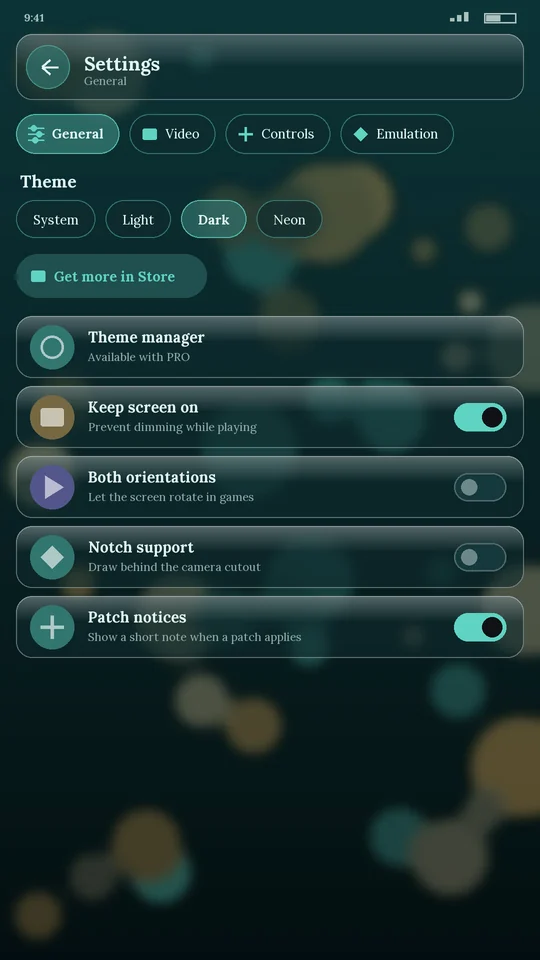 9:41
Settings
General
General
Video
Controls
Emulation
Theme
System
Light
Dark
Neon
Get more in Store
Theme manager
Available with PRO
Keep screen on
Prevent dimming while playing
Both orientations
Let the screen rotate in games
Notch support
Draw behind the camera cutout
Patch notices
Show a short note when a patch applies